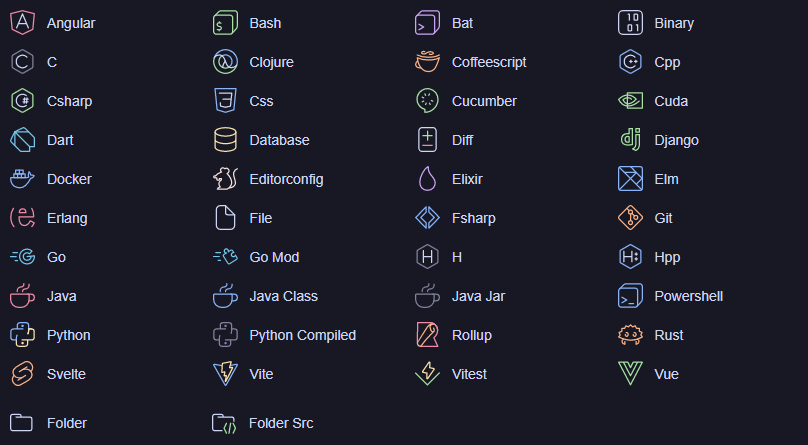 Angular Bash Bat Binary
C Clojure Coffeescript Cpp
Csharp Css Cucumber Cuda
Dart Database Diff Django
Docker Editorconfig Elixir Elm
Erlang File Fsharp Git
Go Go Mod H Hpp
Java Java Class Java Jar Powershell
Python Python Compiled Rollup Rust
Svelte Vite Vitest Vue
Folder Folder Src